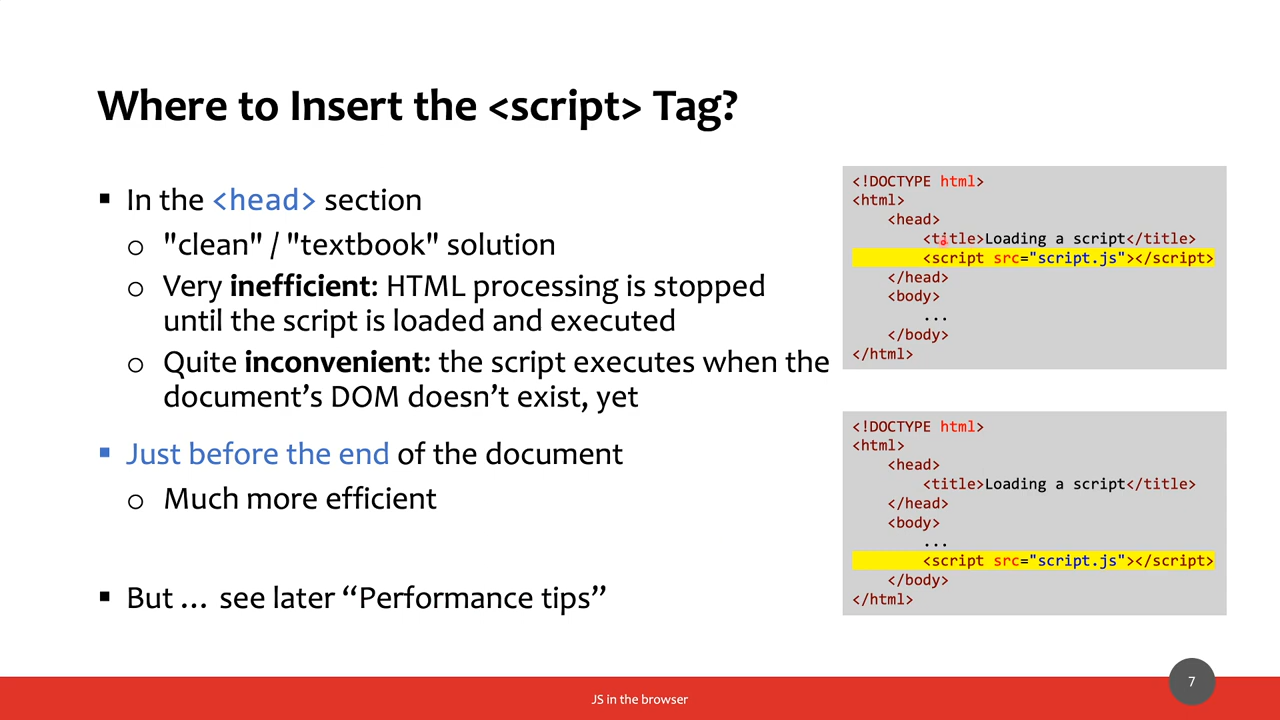 Where to Insert the <script> Tag?
▪ In the <head> section
o "clean" / "textbook" solution
o Very inefficient: HTML processing is stopped
until the script is loaded and executed
o Quite inconvenient: the script executes when the
document’s DOM doesn’t exist, yet
▪ Just before the end of the document
o Much more efficient
▪ But … see later “Performance tips”
<!DOCTYPE html>
<html>
<head>
<title>Loading a script</title>
<script src="script.js"></script>
</head>
<body>
...
</body>
</html>
<!DOCTYPE html>
<html>
<head>
<title>Loading a script</title>
</head>
<body>
...
<script src="script.js"></script>
</body>
</html>
JS in the browser
7